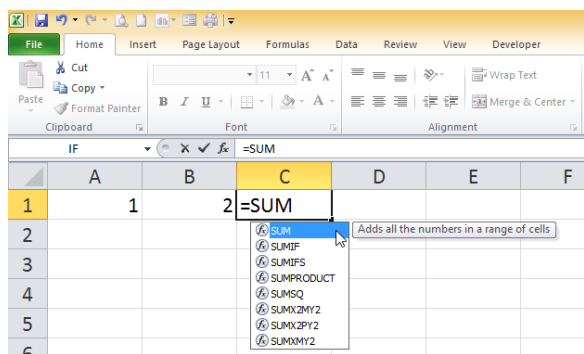 File Home Insert Page Layout Formulas Data Review View Developer
Cut
Copy
Format Painter
Paste
11 A A
B I U A
Wrap Text
Merge & Center
Clipboard Font Alignment
IF fx =SUM
A B C D E F
1 1 2 =SUM
2 SUM Adds all the numbers in a range of cells
SUMIF
3 SUMIFS
SUMPRODUCT
4 SUMSQ
SUMX2MY2
5 SUMX2PY2
SUMXMY2
6